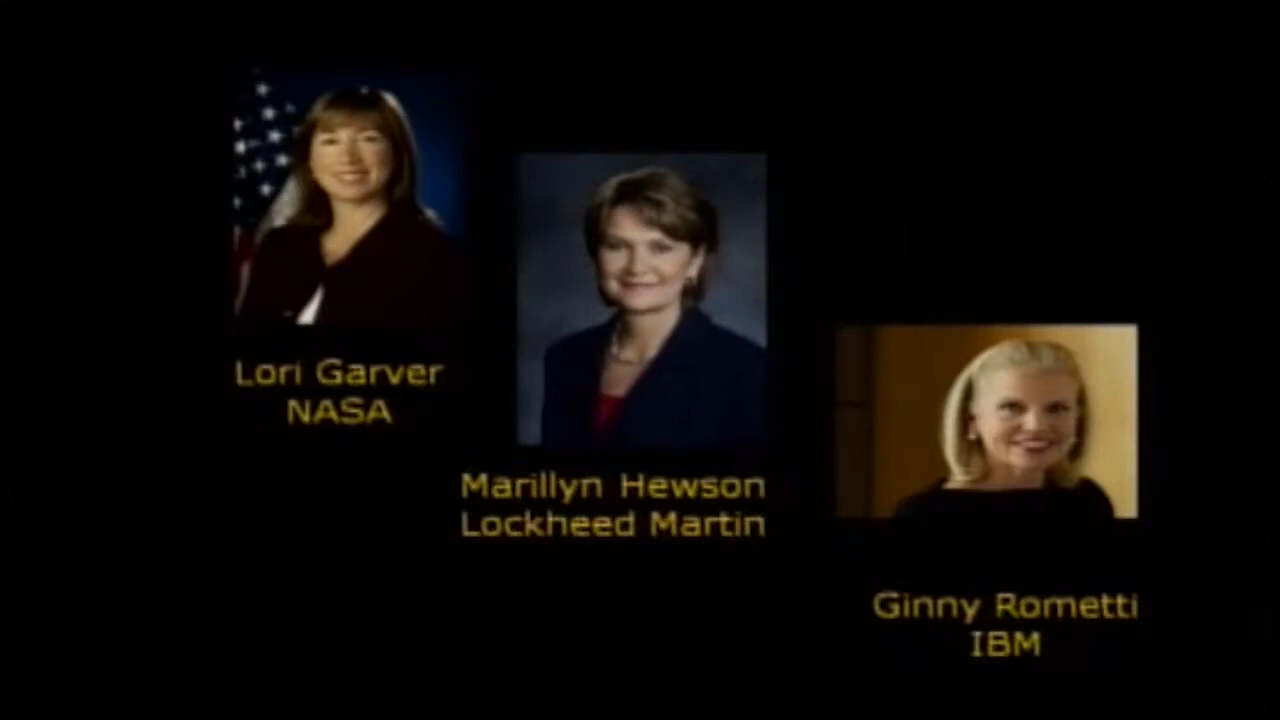 Lori Garver
NASA
Marillyn Hewson
Lockheed Martin
Ginny Rometti
IBM